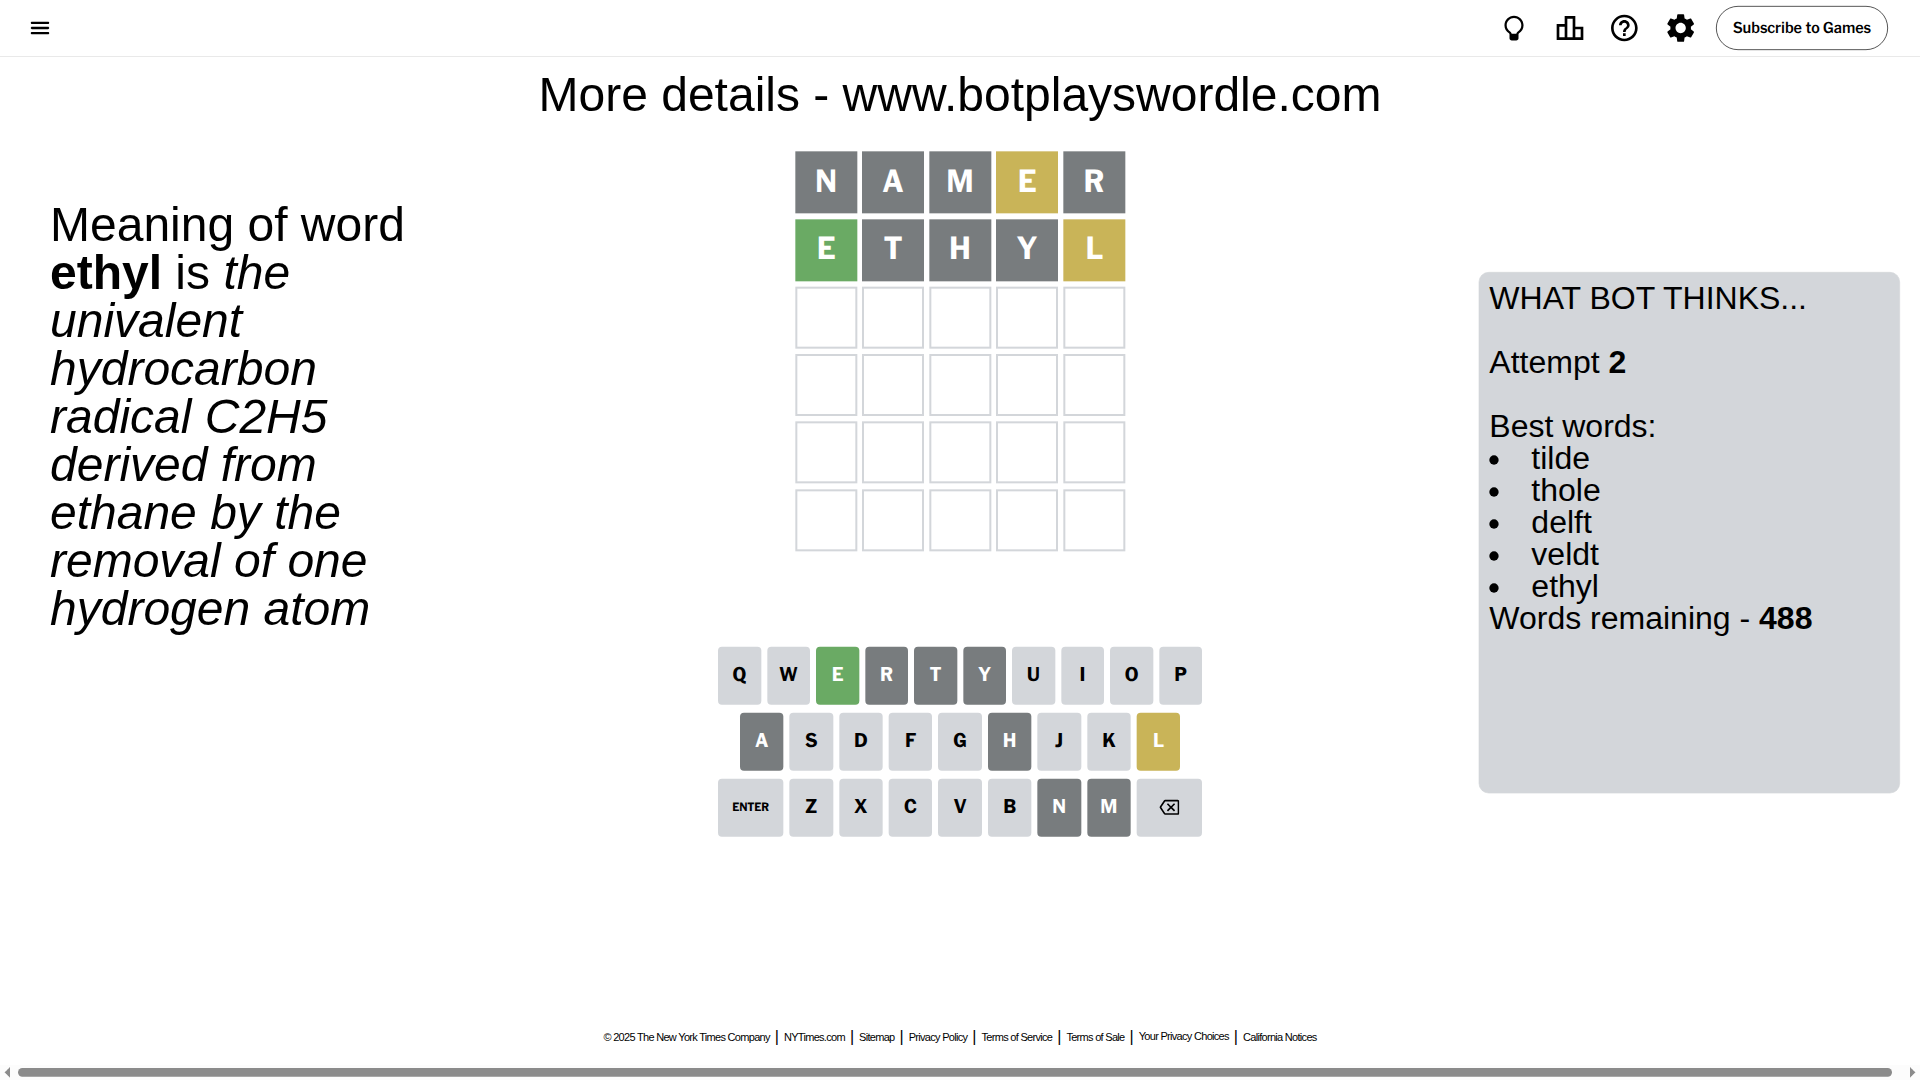 Subscribe to Games
More details - www.botplayswordle.com
Meaning of word
ethyl is the
univalent
hydrocarbon
radical C2H5
derived from
ethane by the
removal of one
hydrogen atom
N A M E R
E T H Y L
WHAT BOT THINKS...
Attempt 2
Best words:
• tilde
• thole
• delft
• veldt
• ethyl
Words remaining - 488
Q W E R T Y U I O P
A S D F G H J K L
ENTER Z X C V B N M
© 2025 The New York Times Company | NYTimes.com | Sitemap | Privacy Policy | Terms of Service | Terms of Sale | Your Privacy Choices | California Notices